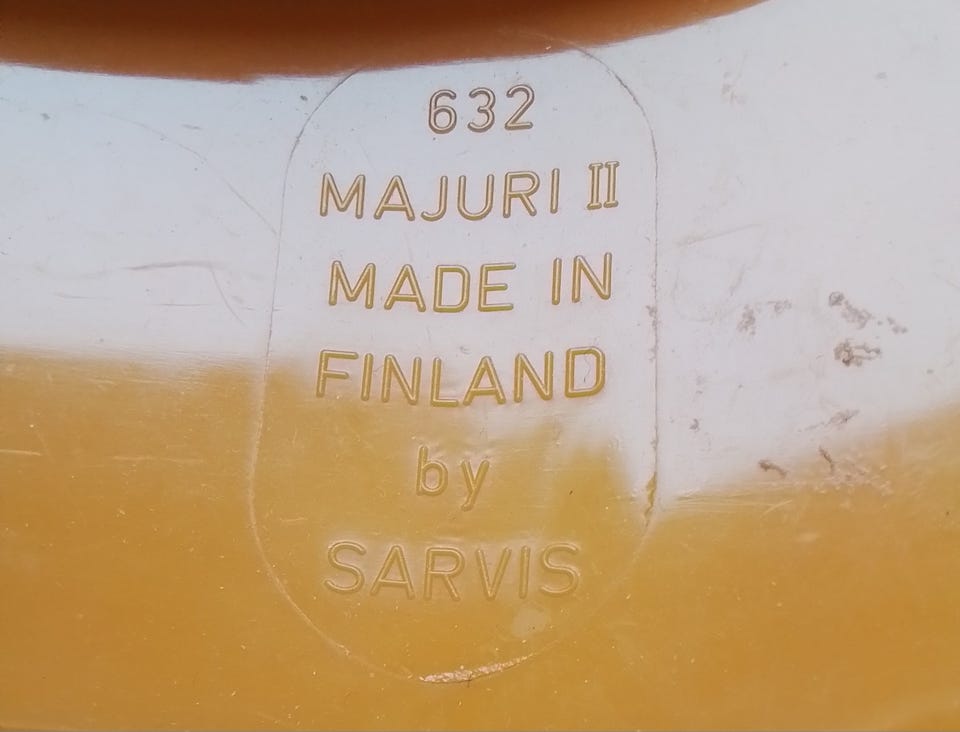 632
MAJURI II
MADE IN
FINLAND
by
SARVIS